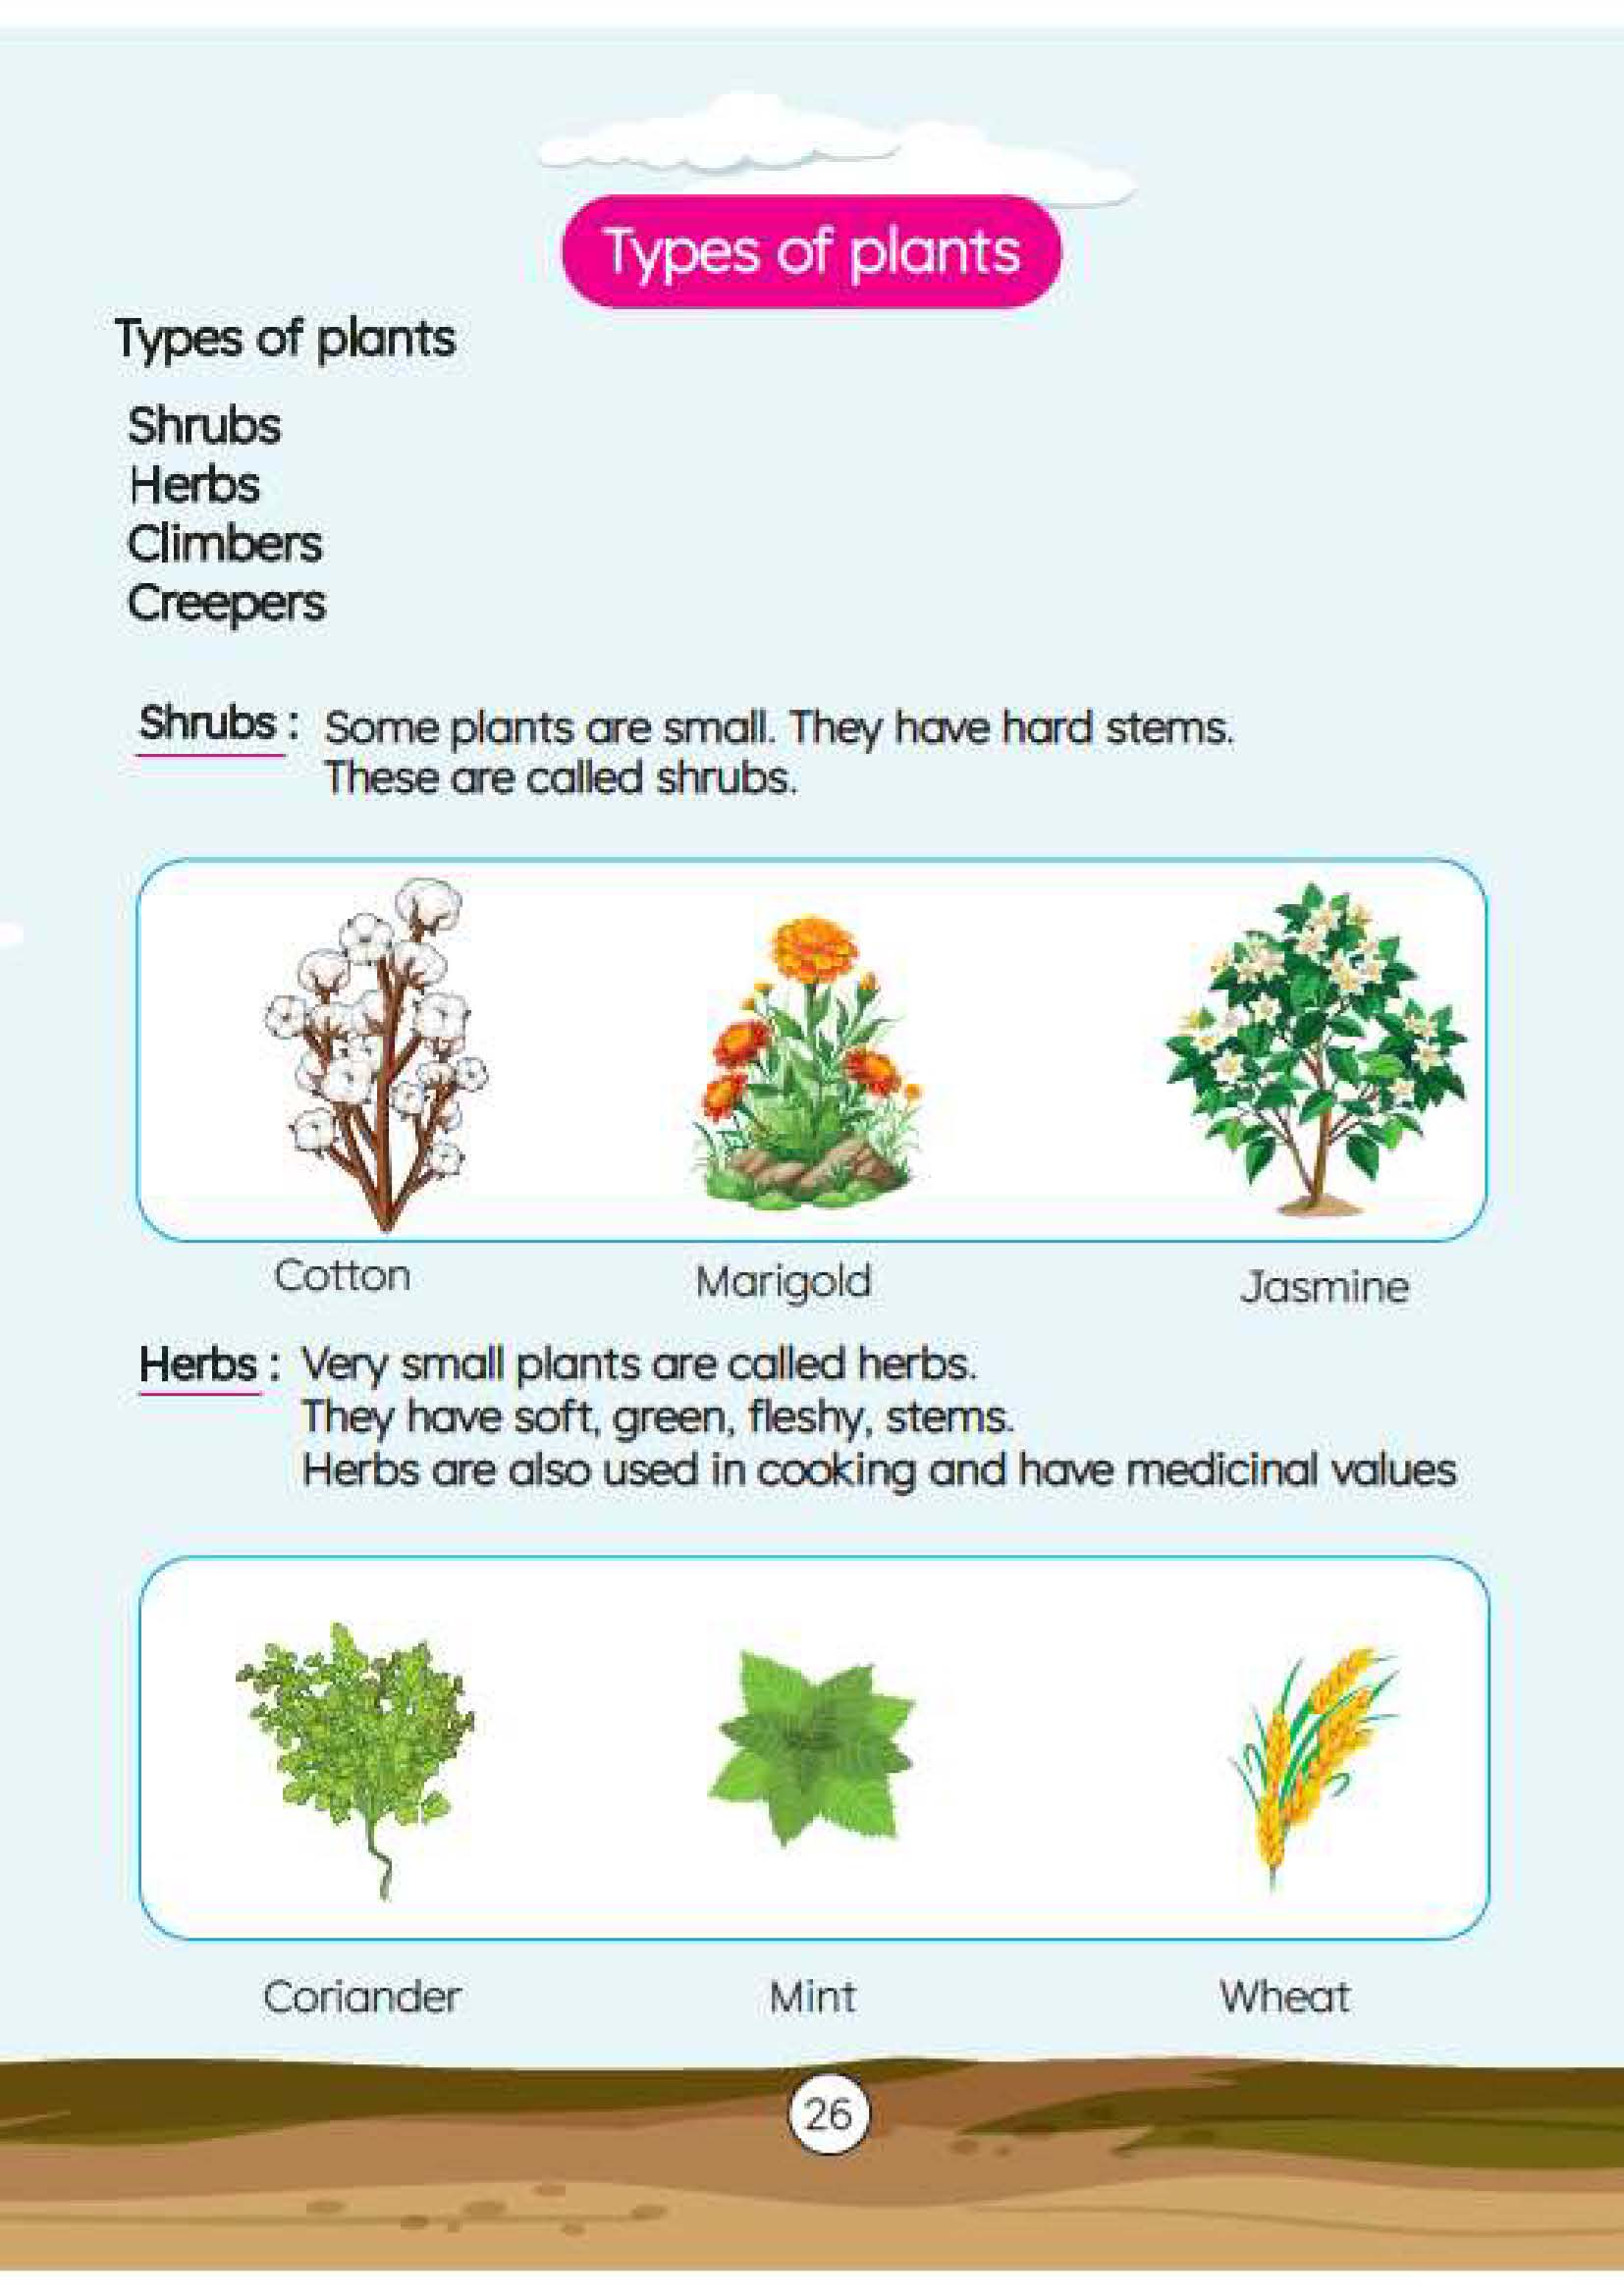 Types of plants
Types of plants
Shrubs
Herbs
Climbers
Creepers
Shrubs : Some plants are small. They have hard stems.
These are called shrubs.
Cotton Marigold Jasmine
Herbs : Very small plants are called herbs.
They have soft, green, fleshy, stems.
Herbs are also used in cooking and have medicinal values
Coriander Mint Wheat
26